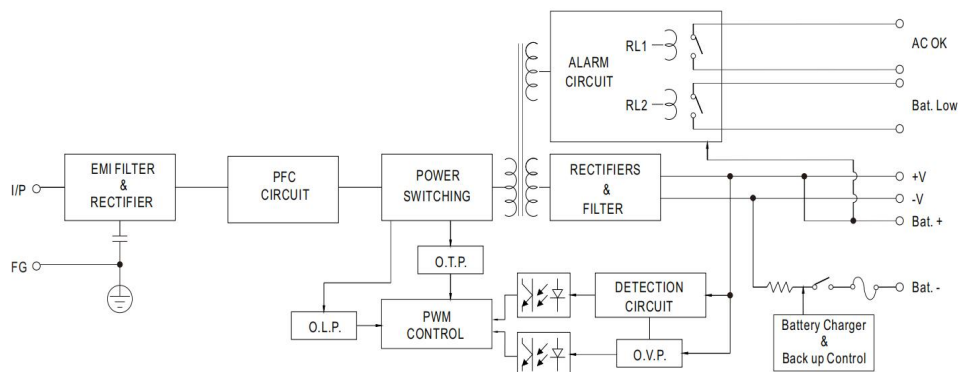 RL1
AC OK
ALARM
CIRCUIT
RL2
Bat. Low
I/P
EMI FILTER
&
RECTIFIER
PFC
CIRCUIT
POWER
SWITCHING
RECTIFIERS
&
FILTER
+V
-V
Bat. +
FG
O.T.P.
DETECTION
CIRCUIT
Bat. -
O.L.P.
PWM
CONTROL
O.V.P.
Battery Charger
&
Back up Control